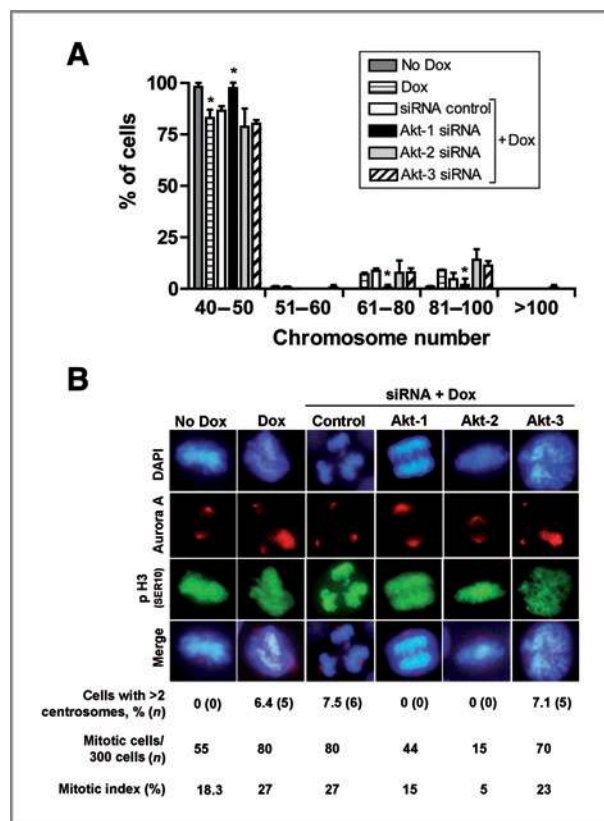 A
No Dox
Dox
siRNA control
Akt-1 siRNA
Akt-2 siRNA
Akt-3 siRNA
+Dox
% of cells
100
75
50
25
0
*
*
*
*
40–50
51–60
61–80
81–100
>100
Chromosome number
B
siRNA + Dox
No Dox
Dox
Control
Akt-1
Akt-2
Akt-3
DAPI
Aurora A
p H3 (SER10)
Merge
Cells with >2 centrosomes, % (n)
0 (0)
6.4 (5)
7.5 (6)
0 (0)
0 (0)
7.1 (5)
Mitotic cells/ 300 cells (n)
55
80
80
44
15
70
Mitotic index (%)
18.3
27
27
15
5
23